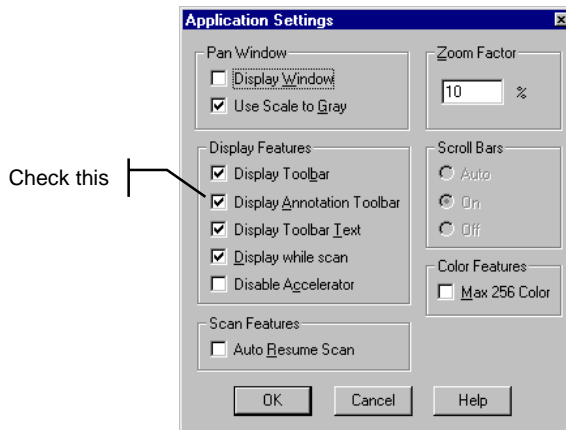 Application Settings
Pan Window
Display Window
Use Scale to Gray
Zoom Factor
10 %
Check this
Display Features
Display Toolbar
Display Annotation Toolbar
Display Toolbar Text
Display while scan
Disable Accelerator
Scroll Bars
Auto
On
Off
Color Features
Max 256 Color
Scan Features
Auto Resume Scan
OK Cancel Help